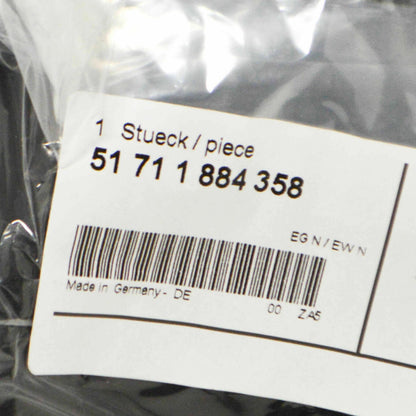 1 Stueck / piece
51 71 1 884 358
EG N / EW N
Made in Germany - DE 00 ZA5